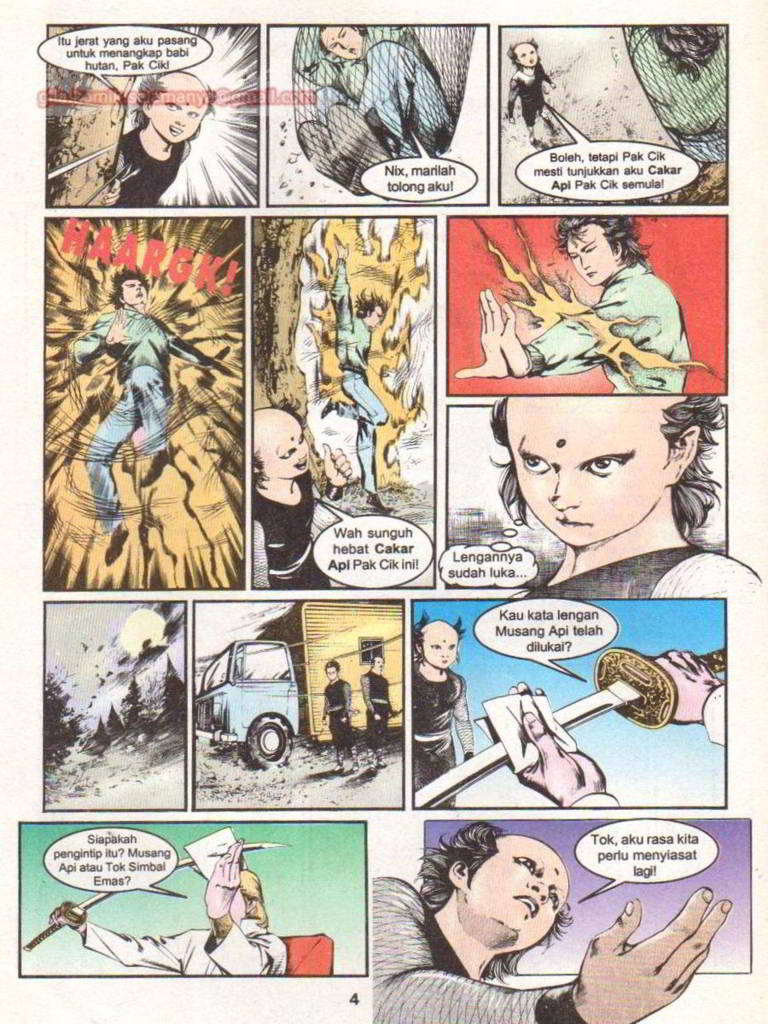 Itu jerat yang aku pasang
untuk menangkap babi
hutan, Pak Cik!
Nix, marilah
tolong aku!
Boleh, tetapi Pak Cik
mesti tunjukkan aku Cakar
Api Pak Cik semula!
HAARGK!
Wah sunguh
hebat Cakar
Api Pak Cik ini!
Lengannya
sudah luka...
Kau kata lengan
Musang Api telah
dilukai?
Siapakah
pengintip itu? Musang
Api atau Tok Simbal
Emas?
Tok, aku rasa kita
perlu menyiasat
lagi!
4